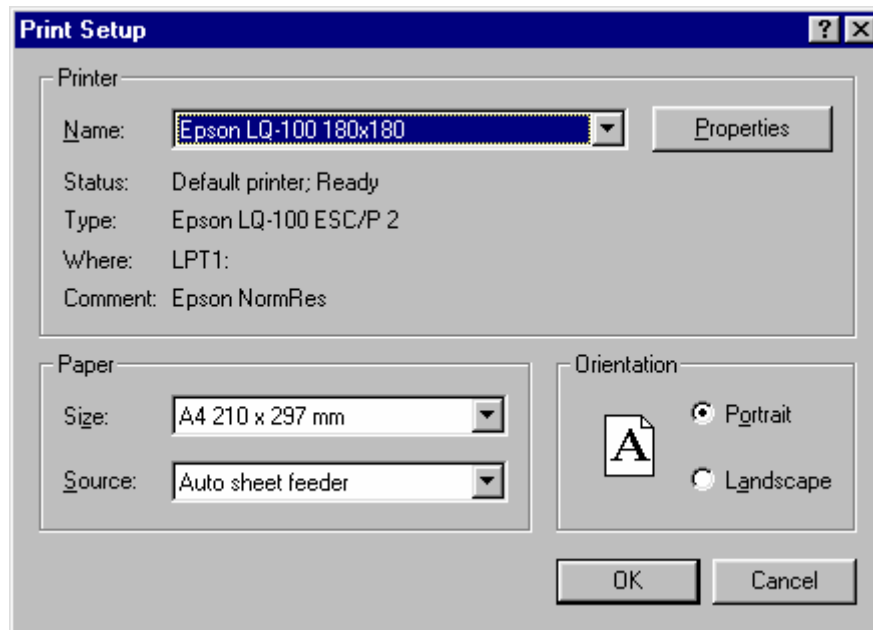 Print Setup
Printer
Name: Epson LQ-100 180x180 Properties
Status: Default printer; Ready
Type: Epson LQ-100 ESC/P 2
Where: LPT1:
Comment: Epson NormRes
Paper
Size: A4 210 x 297 mm
Source: Auto sheet feeder
Orientation
A
Portrait
Landscape
OK Cancel